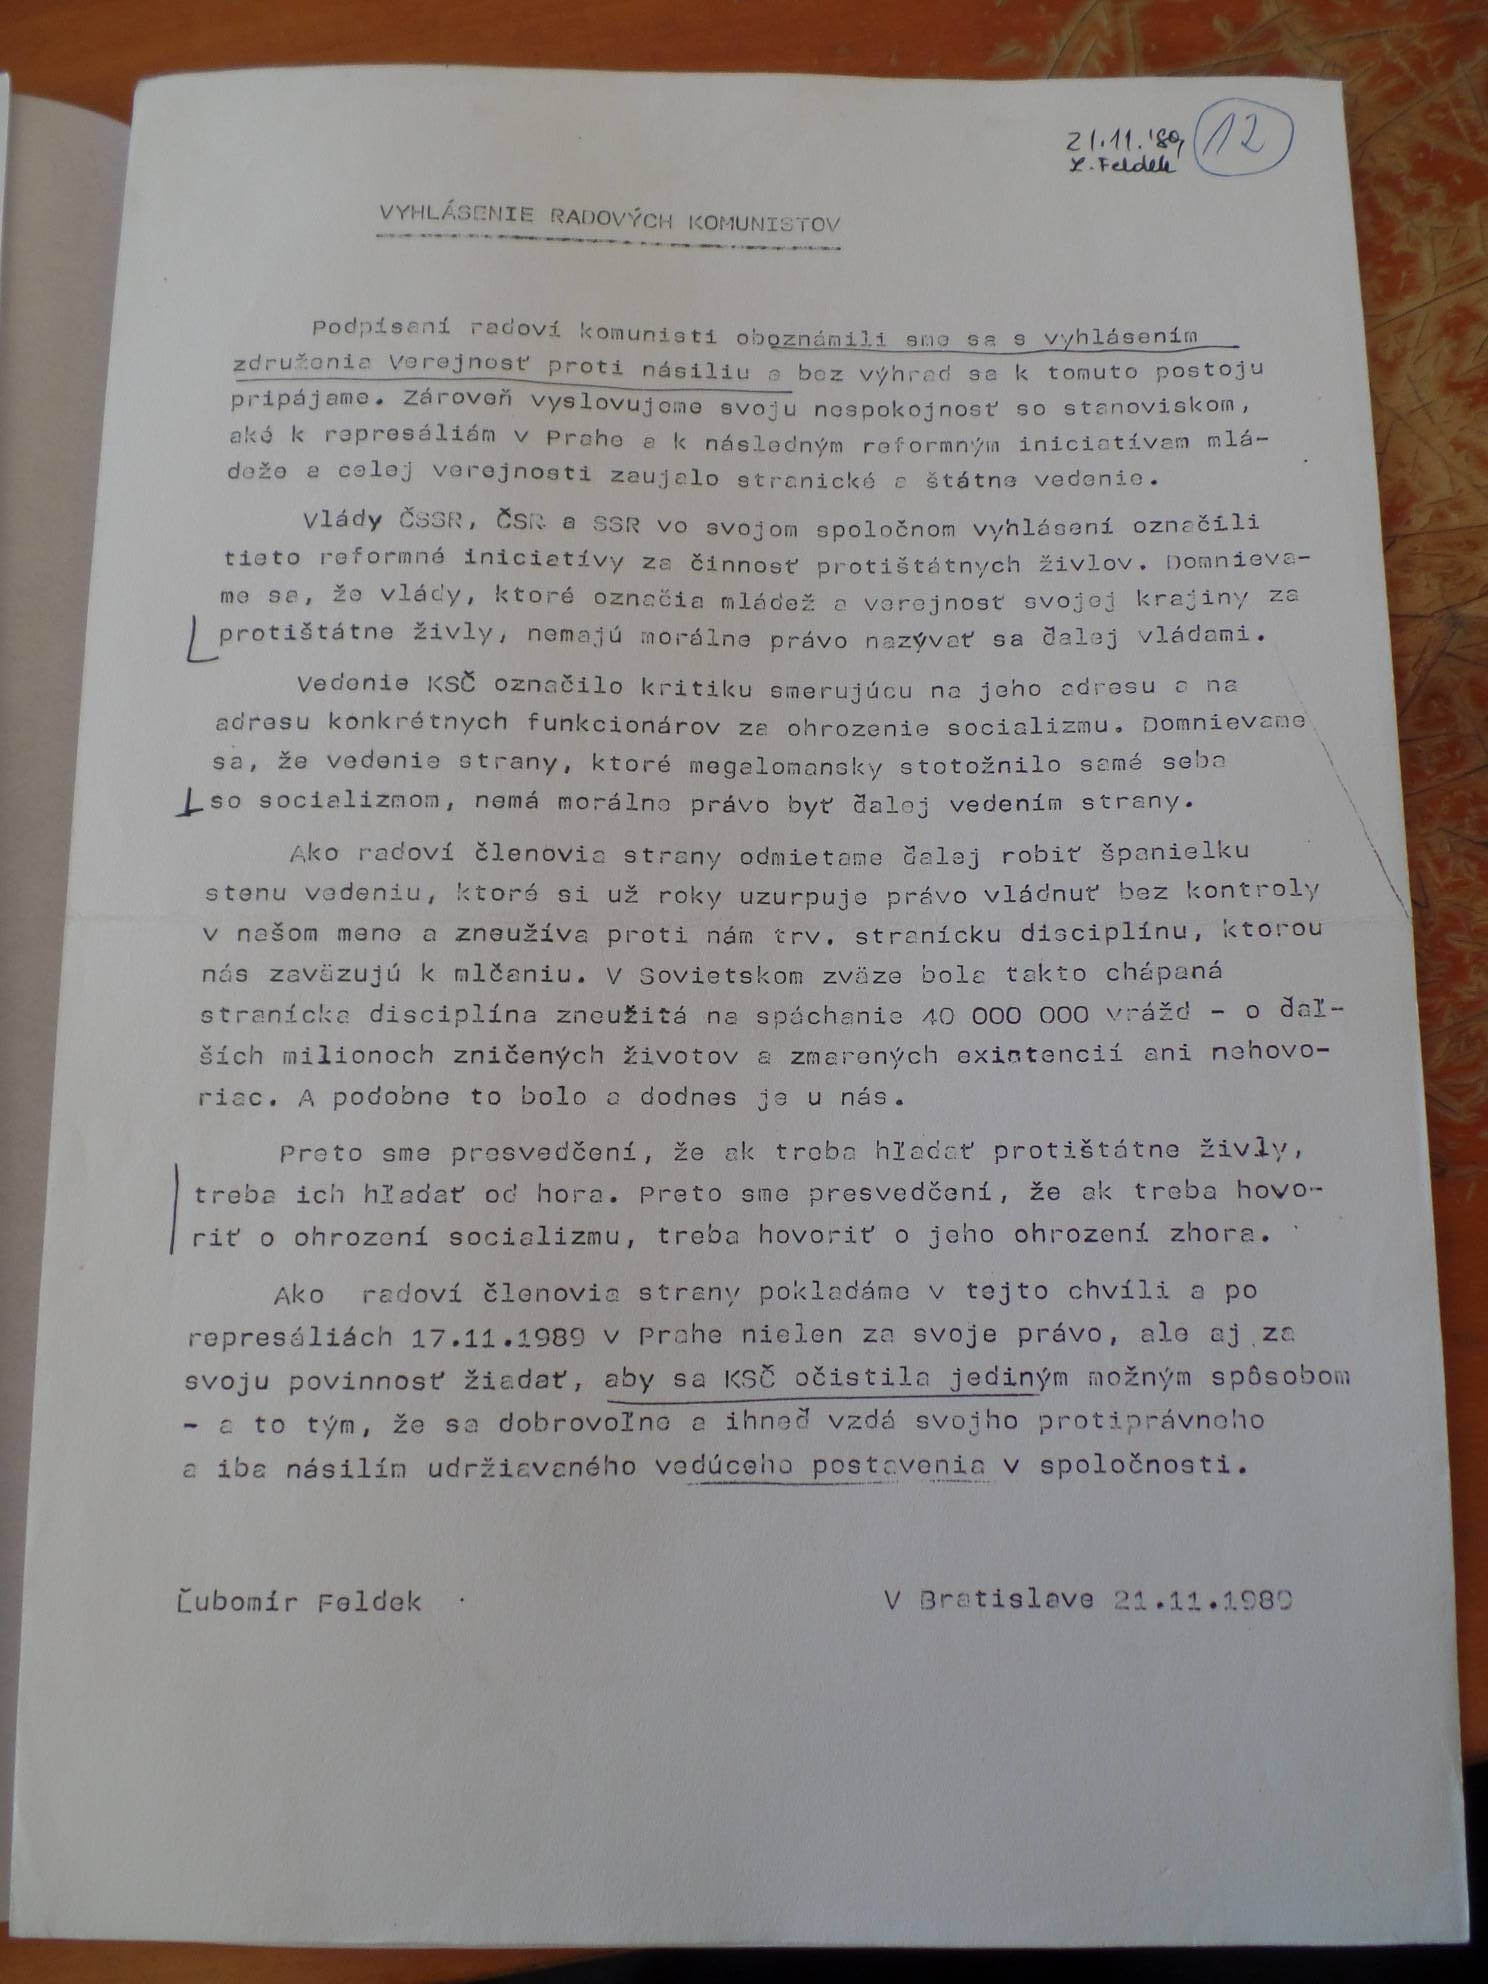 21.11.'89,
Ľ. Feldek
12
VYHLÁSENIE RADOVÝCH KOMUNISTOV
Podpísaní radoví komunisti oboznámili sme sa s vyhlásením
združenia Verejnosť proti násiliu a bez výhrad sa k tomuto postoju
pripájame. Zároveň vyslovujeme svoju nespokojnosť so stanoviskom,
aké k represáliám v Prahe a k následným reformným iniciatívam mlá-
deže a celej verejnosti zaujalo stranické a štátne vedenie.
Vlády ČSSR, ČSR a SSR vo svojom spoločnom vyhlásení označili
tieto reformné iniciatívy za činnosť protištátnych živlov. Domnieva-
me sa, že vlády, ktoré označia mládež a verejnosť svojej krajiny za
protištátne živly, nemajú morálne právo nazývať sa ďalej vládami.
Vedenie KSČ označilo kritiku smerujúcu na jeho adresu a na
adresu konkrétnych funkcionárov za ohrozenie socializmu. Domnievame
sa, že vedenie strany, ktoré megalomansky stotožnilo samé seba
so socializmom, nemá morálne právo byť ďalej vedením strany.
Ako radoví členovia strany odmietame ďalej robiť španielku
stenu vedeniu, ktoré si už roky uzurpuje právo vládnuť bez kontroly
v našom mene a zneužíva proti nám trv. stranícku disciplínu, ktorou
nás zaväzujú k mlčaniu. V Sovietskom zväze bola takto chápaná
stranícka disciplína zneužitá na spáchanie 40 000 000 vrážd - o ďaľ-
ších milionoch zničených životov a zmarených existencií ani nehovo-
riac. A podobne to bolo a dodnes je u nás.
Preto sme presvedčení, že ak treba hľadať protištátne živly,
treba ich hľadať od hora. Preto sme presvedčení, že ak treba hovo-
riť o ohrození socializmu, treba hovoriť o jeho ohrození zhora.
Ako radoví členovia strany pokladáme v tejto chvíli a po
represáliách 17.11.1989 v Prahe nielen za svoje právo, ale aj za
svoju povinnosť žiadať, aby sa KSČ očistila jediným možným spôsobom
- a to tým, že sa dobrovoľne a ihneď vzdá svojho protiprávneho
a iba násilím udržiavaného vedúceho postavenia v spoločnosti.
Ľubomír Feldek V Bratislave 21.11.1989